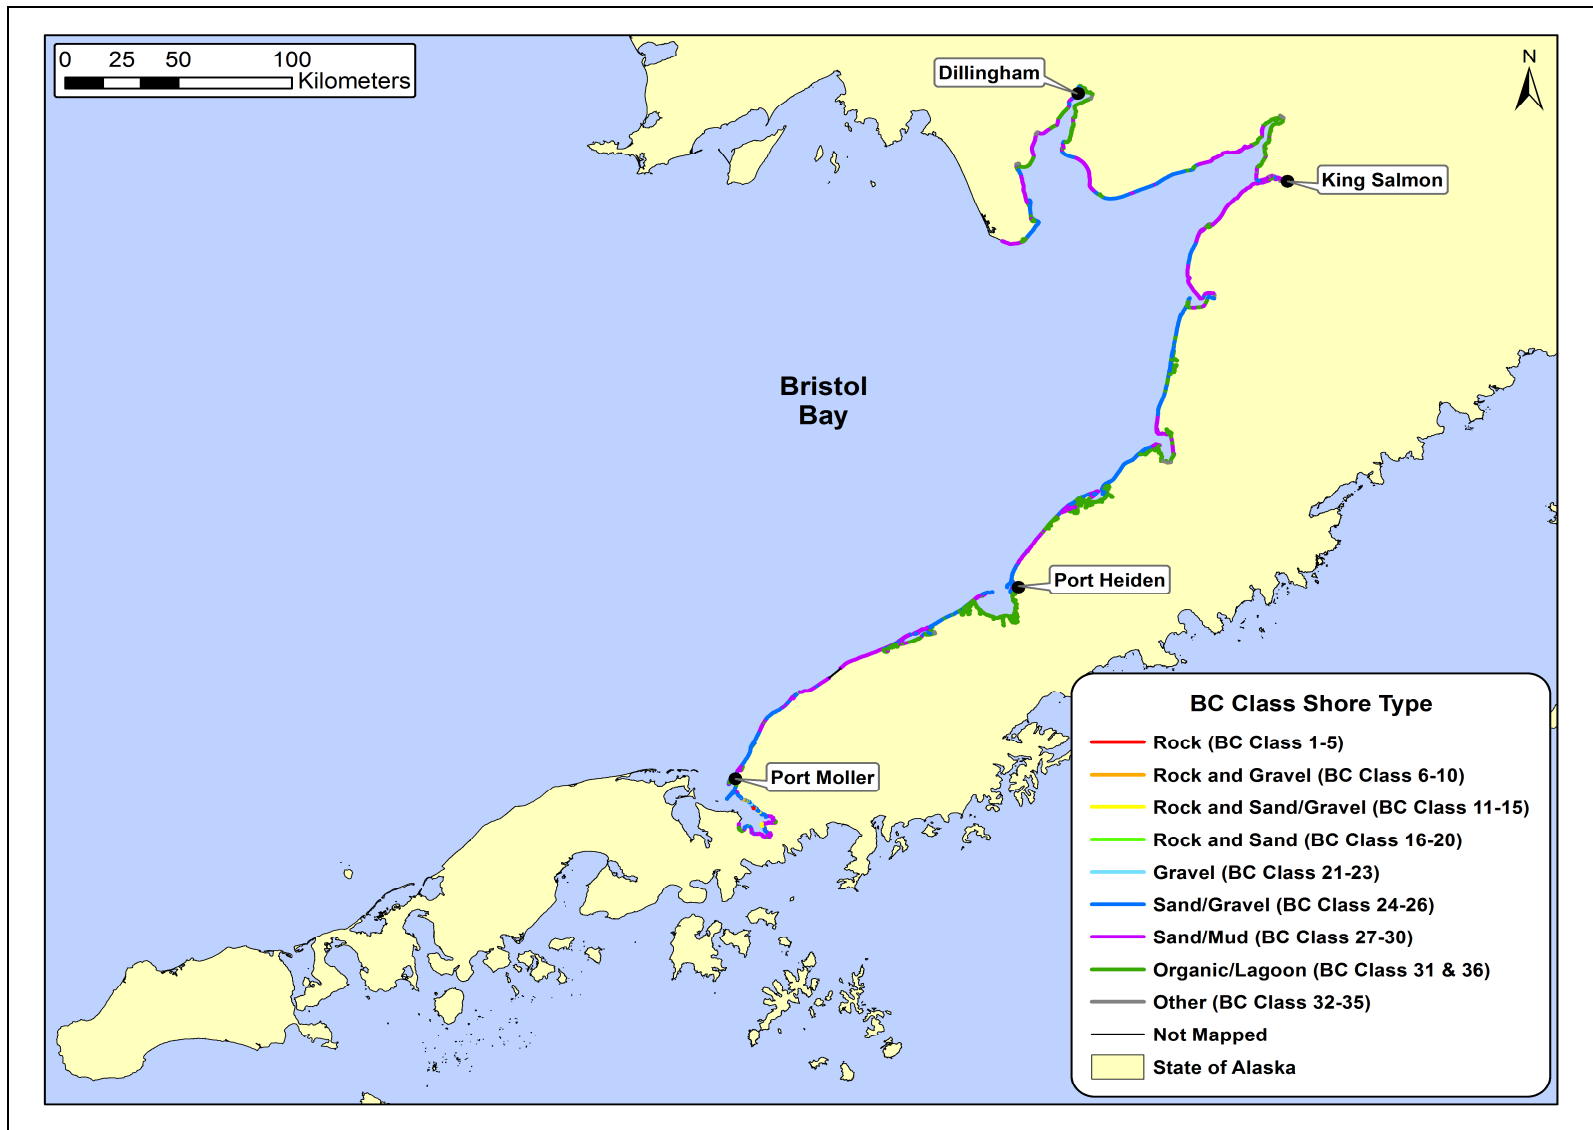 0 25 50 100
Kilometers
N
Dillingham
King Salmon
Bristol
Bay
Port Heiden
Port Moller
BC Class Shore Type
Rock (BC Class 1-5)
Rock and Gravel (BC Class 6-10)
Rock and Sand/Gravel (BC Class 11-15)
Rock and Sand (BC Class 16-20)
Gravel (BC Class 21-23)
Sand/Gravel (BC Class 24-26)
Sand/Mud (BC Class 27-30)
Organic/Lagoon (BC Class 31 & 36)
Other (BC Class 32-35)
Not Mapped
State of Alaska